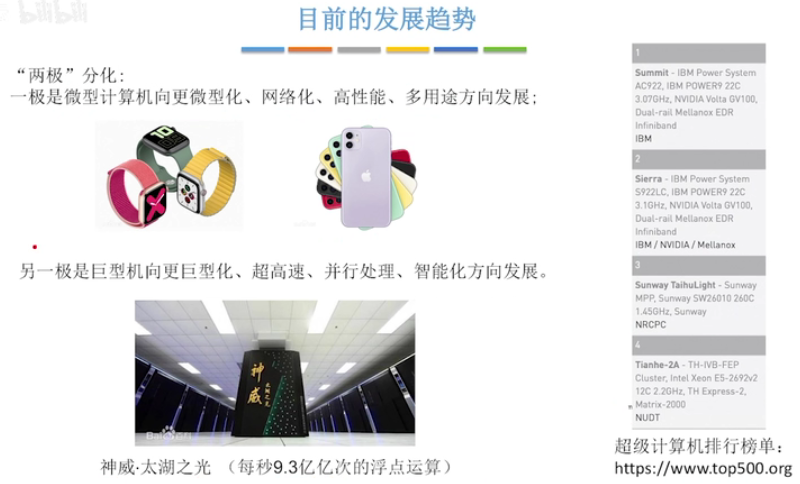 bilibili
目前的发展趋势
“两极”分化:
一极是微型计算机向更微型化、网络化、高性能、多用途方向发展;
10
另一极是巨型机向更巨型化、超高速、并行处理、智能化方向发展。
神威
太湖之光
Bai百科
神威·太湖之光 （每秒9.3亿亿次的浮点运算）
1
Summit - IBM Power System
AC922, IBM POWER9 22C
3.07GHz, NVIDIA Volta GV100,
Dual-rail Mellanox EDR
Infiniband
IBM
2
Sierra - IBM Power System
S922LC, IBM POWER9 22C
3.1GHz, NVIDIA Volta GV100,
Dual-rail Mellanox EDR
Infiniband
IBM / NVIDIA / Mellanox
3
Sunway TaihuLight - Sunway
MPP, Sunway SW26010 260C
1.45GHz, Sunway
NRCPC
4
Tianhe-2A - TH-IVB-FEP
Cluster, Intel Xeon E5-2692v2
12C 2.2GHz, TH Express-2,
Matrix-2000
NUDT
超级计算机排行榜单:
https://www.top500.org